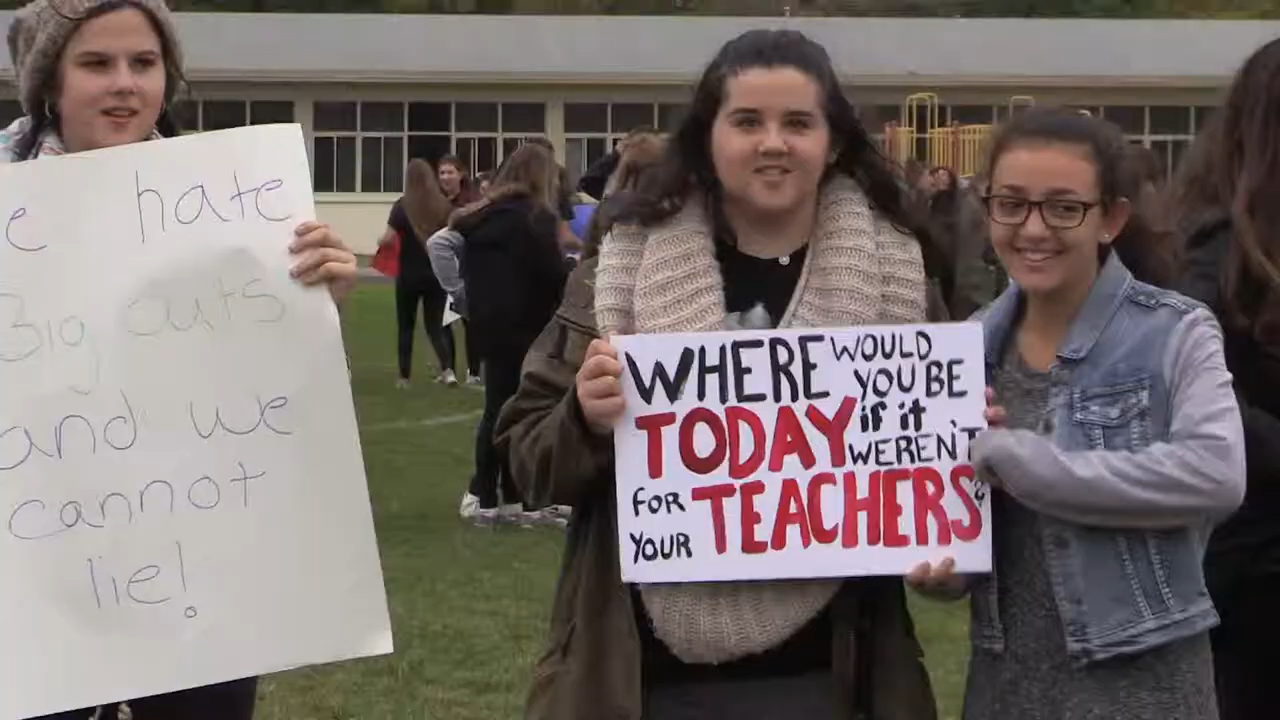 e hate
Big cuts
and we
cannot
lie!
WHERE WOULD
YOU BE
TODAY if it
WEREN'T
FOR YOUR TEACHERS?